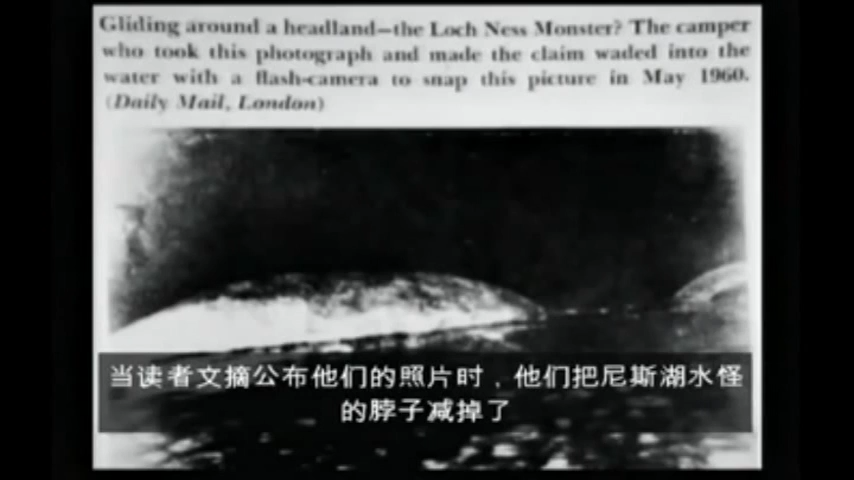 Gliding around a headland—the Loch Ness Monster? The camper
who took this photograph and made the claim waded into the
water with a flash-camera to snap this picture in May 1960.
(Daily Mail, London)
当读者文摘公布他们的照片时，他们把尼斯湖水怪
的脖子减掉了